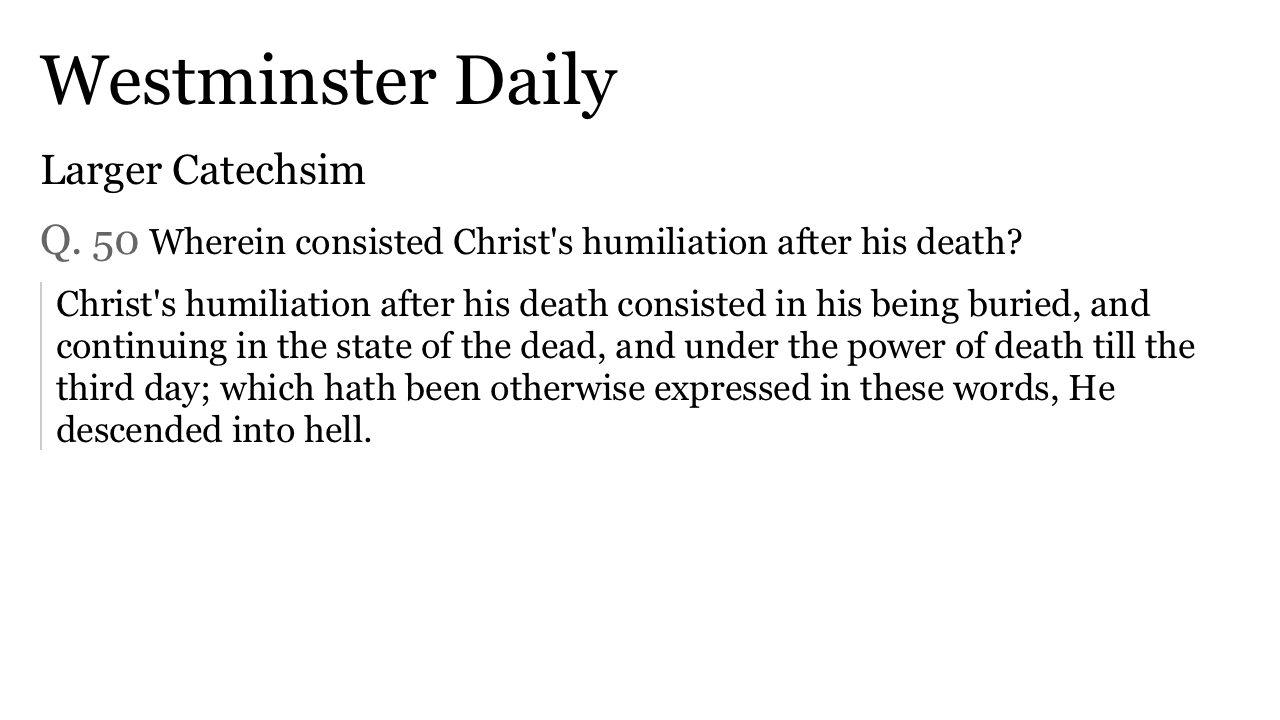 Westminster Daily
Larger Catechsim
Q. 50 Wherein consisted Christ's humiliation after his death?
Christ's humiliation after his death consisted in his being buried, and
continuing in the state of the dead, and under the power of death till the
third day; which hath been otherwise expressed in these words, He
descended into hell.